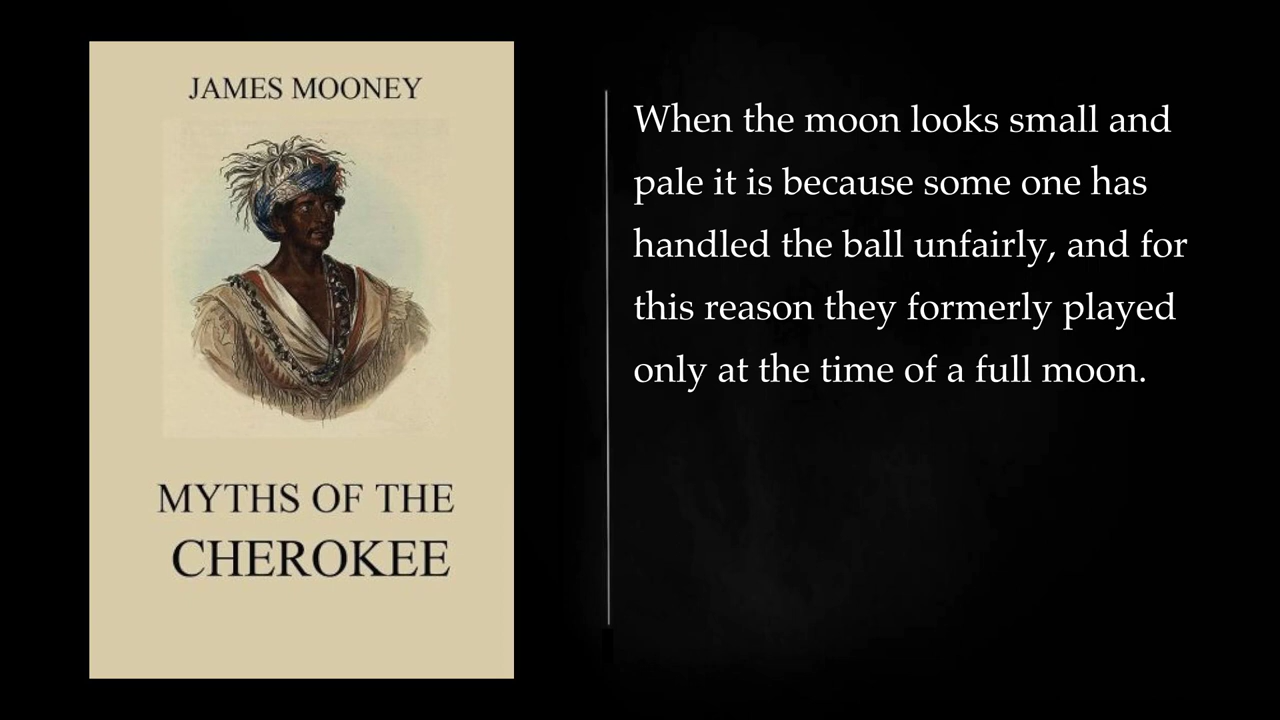 JAMES MOONEY
MYTHS OF THE
CHEROKEE
When the moon looks small and
pale it is because some one has
handled the ball unfairly, and for
this reason they formerly played
only at the time of a full moon.